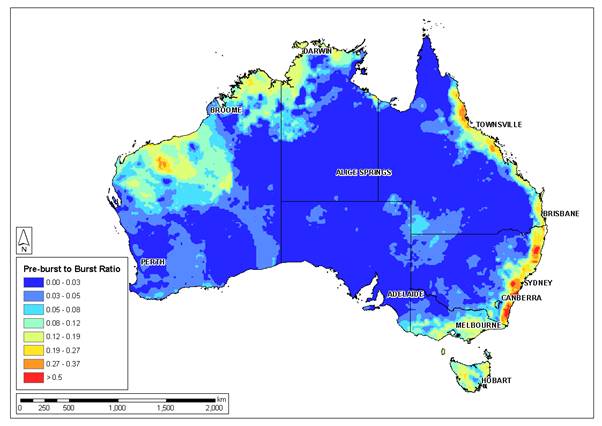 DARWIN
BROOME
TOWNSVILLE
ALICE SPRINGS
BRISBANE
PERTH
ADELAIDE
SYDNEY
CANBERRA
MELBOURNE
HOBART
N
Pre-burst to Burst Ratio
0.00 - 0.03
0.03 - 0.05
0.05 - 0.08
0.08 - 0.12
0.12 - 0.19
0.19 - 0.27
0.27 - 0.37
> 0.5
km
0 250 500 1,000 1,500 2,000